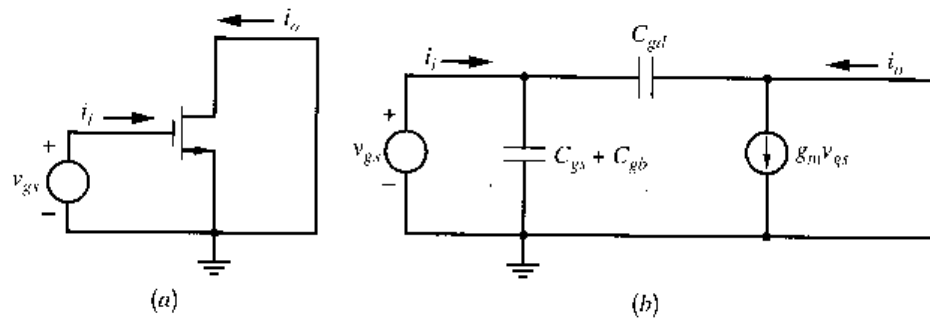 i_o
i_i
+
v_gs
−
(a)
C_gd
i_i
i_o
+
v_gs
−
C_gs + C_gb
g_m v_gs
(b)